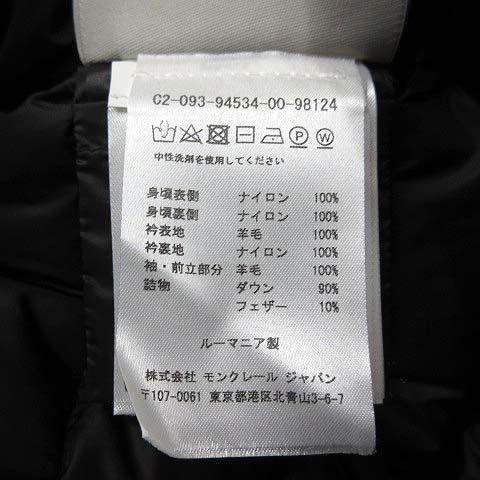 C2-093-94534-00-98124
P W
中性洗剤を使用してください
身頃表側 ナイロン 100%
身頃裏側 ナイロン 100%
衿表地 羊毛 100%
衿裏地 ナイロン 100%
袖・前立部分 羊毛 100%
詰物 ダウン 90%
フェザー 10%
ルーマニア製
株式会社 モンクレール ジャパン
〒107-0061 東京都港区北青山3-6-7